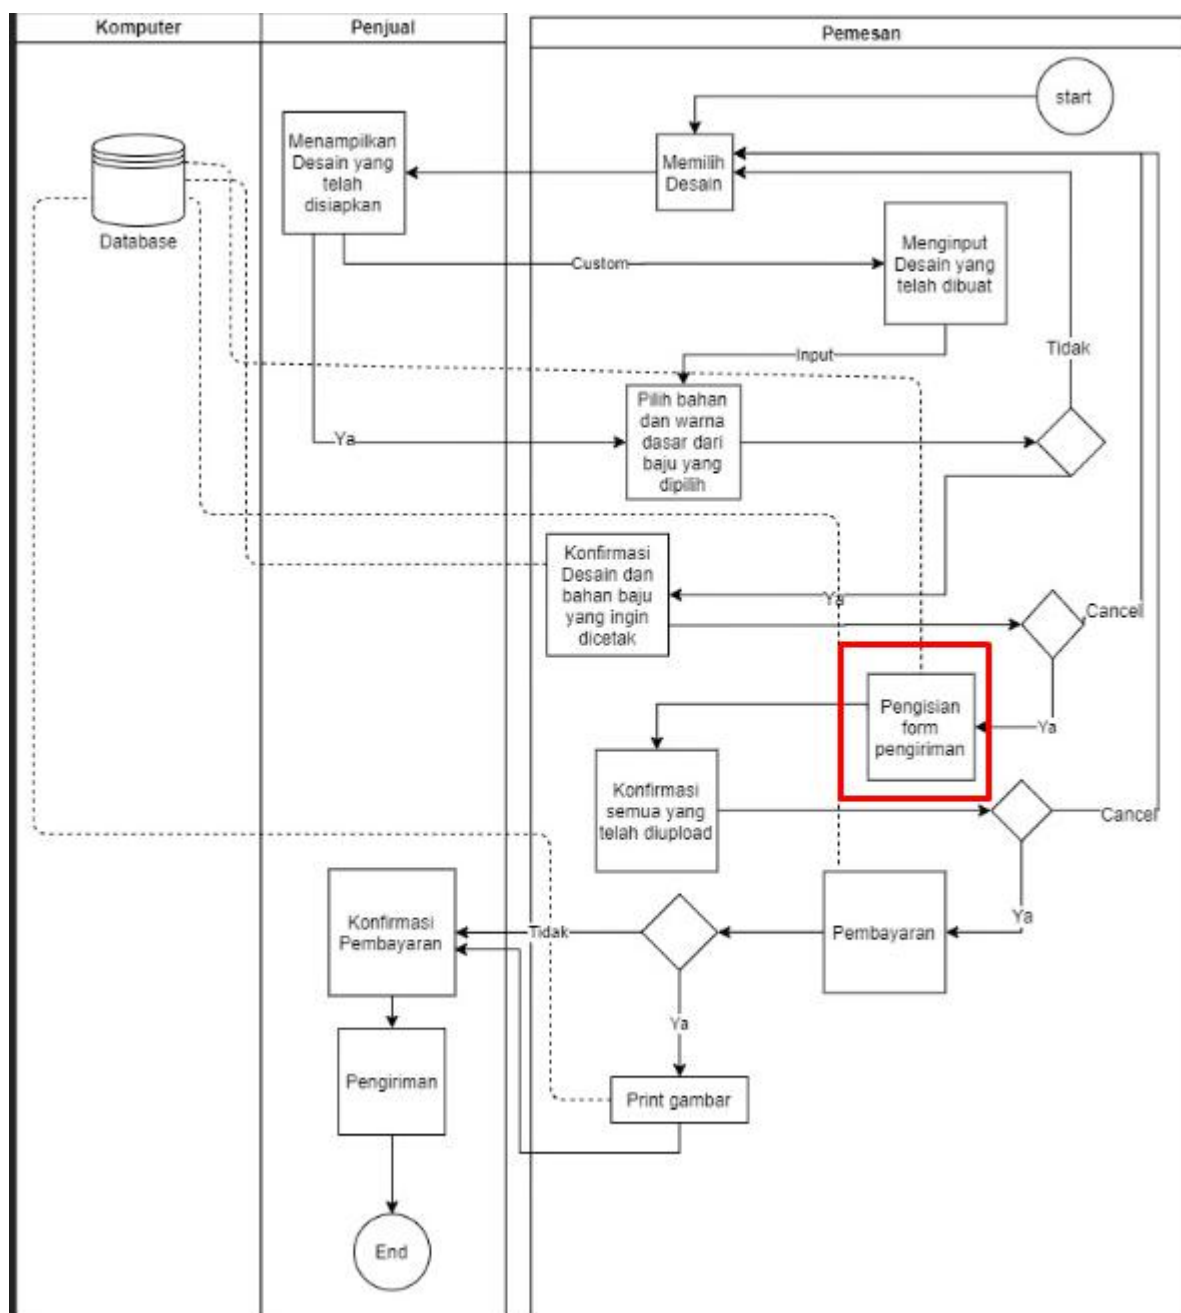 Komputer
Penjual
Pemesan
start
Menampilkan
Desain yang
telah
disiapkan
Memilih
Desain
Database
Menginput
Desain yang
telah dibuat
Custom
Input
Tidak
Pilih bahan
dan warna
dasar dari
baju yang
dipilih
Ya
Konfirmasi
Desain dan
bahan baju
yang ingin
dicetak
Ya
Cancel
Pengisian
form
pengiriman
Ya
Konfirmasi
semua yang
telah diupload
Cancel
Konfirmasi
Pembayaran
Tidak
Pembayaran
Ya
Ya
Pengiriman
Print gambar
End